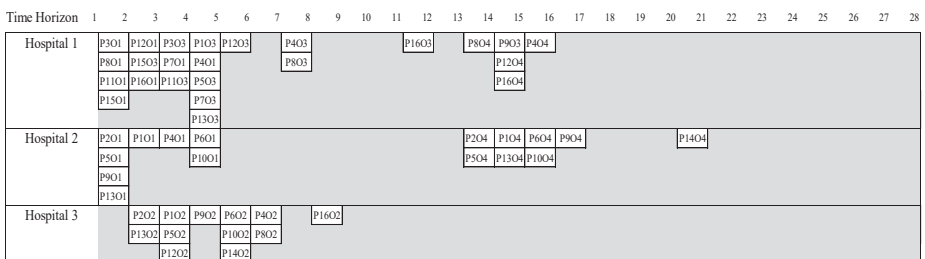 Time Horizon 1 2 3 4 5 6 7 8 9 10 11 12 13 14 15 16 17 18 19 20 21 22 23 24 25 26 27 28
Hospital 1 P3O1 P12O1 P3O3 P1O3 P12O3 P4O3 P16O3 P8O4 P9O3 P4O4
P8O1 P15O3 P7O1 P4O1 P8O3 P12O4
P11O1 P16O1 P11O3 P5O3 P16O4
P15O1 P7O3
P13O3
Hospital 2 P2O1 P1O1 P4O1 P6O1 P2O4 P1O4 P6O4 P9O4 P14O4
P5O1 P10O1 P5O4 P13O4 P10O4
P9O1
P13O1
Hospital 3 P2O2 P1O2 P9O2 P6O2 P4O2 P16O2
P13O2 P5O2 P10O2 P8O2
P12O2 P14O2